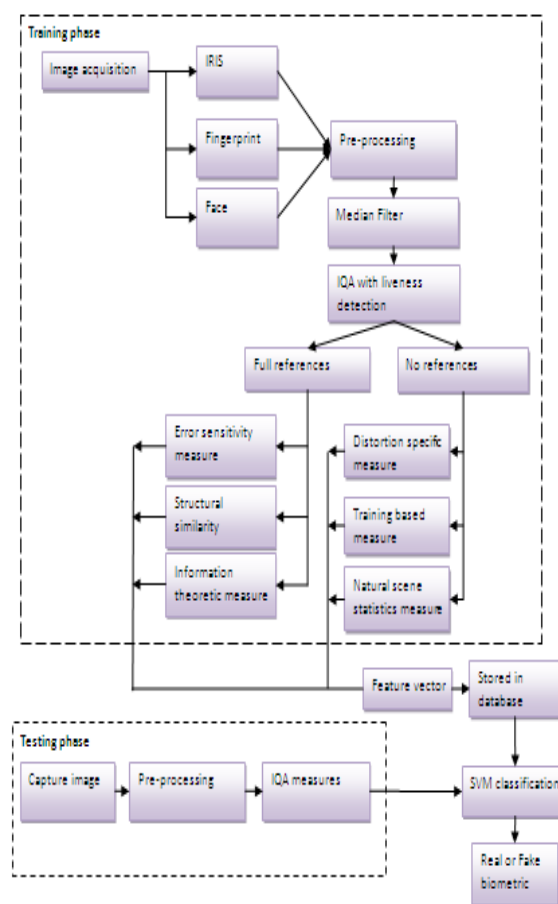 Training phase
Image acquisition
IRIS
Fingerprint
Face
Pre-processing
Median Filter
IQA with liveness
detection
Full references
No references
Error sensitivity
measure
Structural
similarity
Information
theoretic measure
Distortion specific
measure
Training based
measure
Natural scene
statistics measure
Feature vector
Stored in
database
Testing phase
Capture image
Pre-processing
IQA measures
SVM classification
Real or Fake
biometric